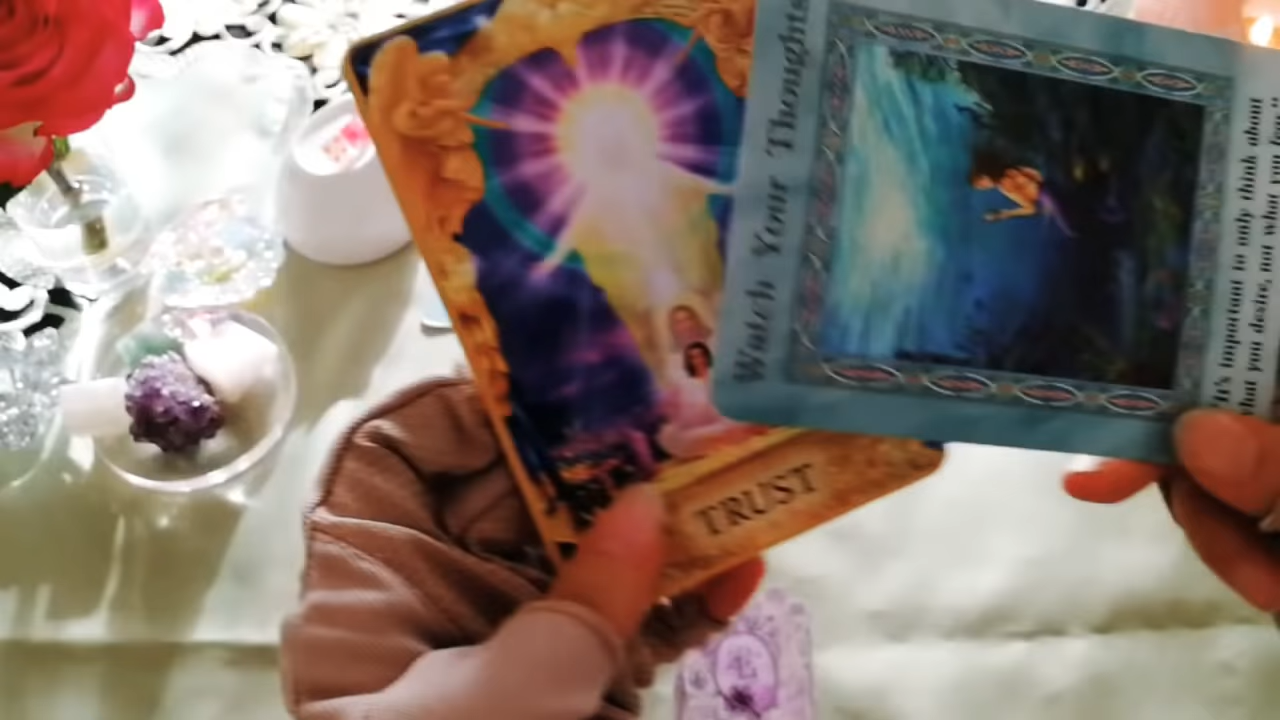 TRUST
Watch Your Thoughts
"It's important to only think about
what you desire, not what you fear."